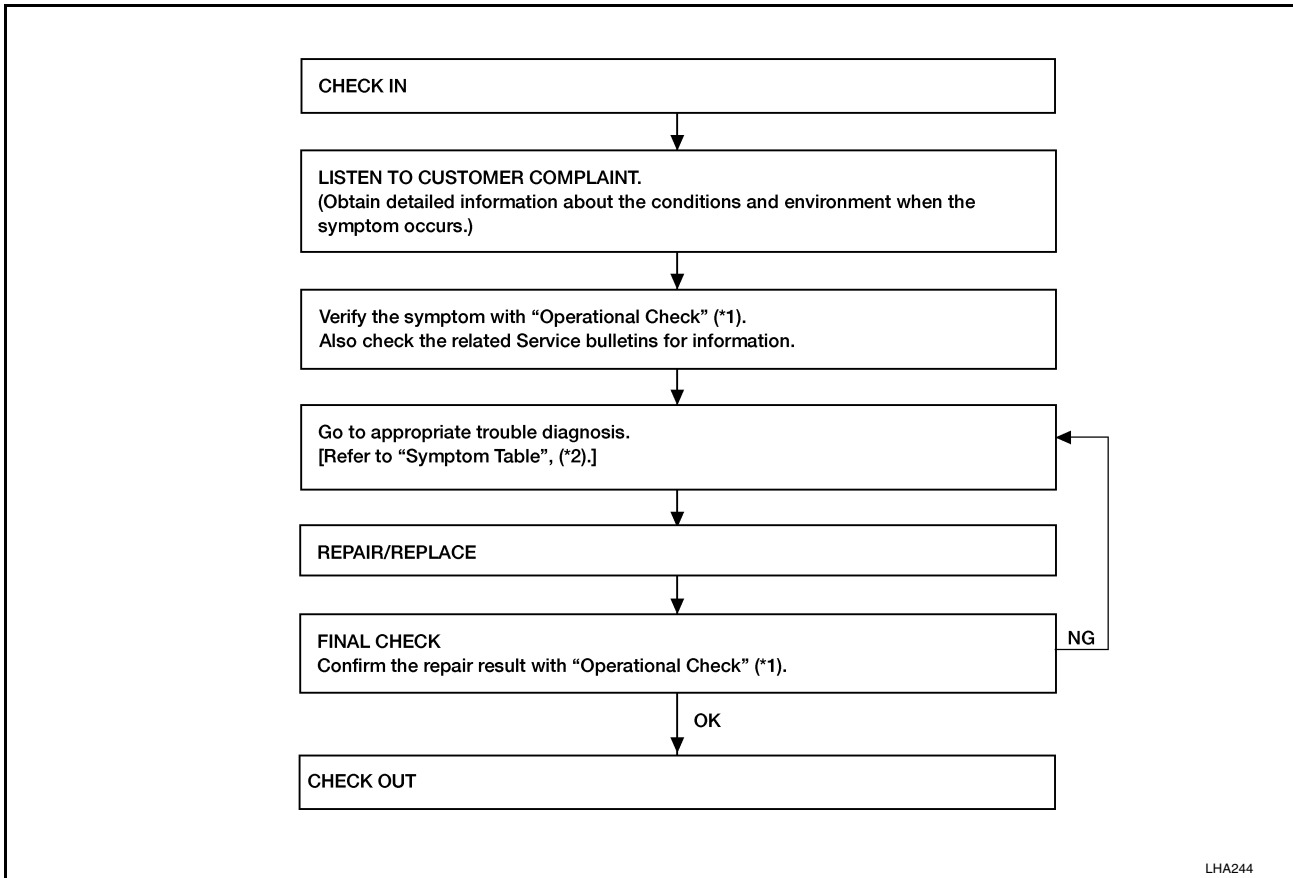 CHECK IN
LISTEN TO CUSTOMER COMPLAINT.
(Obtain detailed information about the conditions and environment when the
symptom occurs.)
Verify the symptom with “Operational Check” (*1).
Also check the related Service bulletins for information.
Go to appropriate trouble diagnosis.
[Refer to “Symptom Table”, (*2).]
REPAIR/REPLACE
FINAL CHECK
Confirm the repair result with “Operational Check” (*1).
NG
OK
CHECK OUT
LHA244